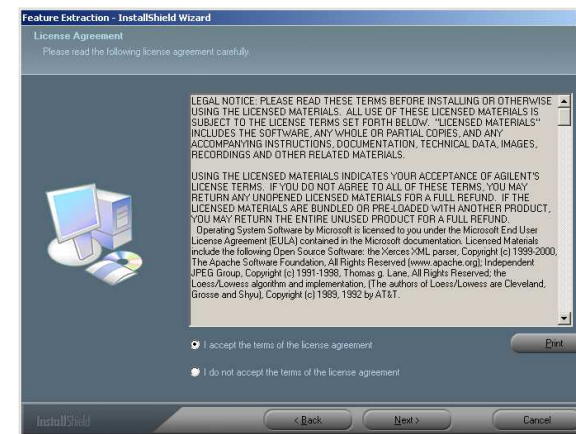 Feature Extraction - InstallShield Wizard
License Agreement
Please read the following license agreement carefully.
LEGAL NOTICE: PLEASE READ THESE TERMS BEFORE INSTALLING OR OTHERWISE
USING THE LICENSED MATERIALS. ALL USE OF THESE LICENSED MATERIALS IS
SUBJECT TO THE LICENSE TERMS SET FORTH BELOW. "LICENSED MATERIALS"
INCLUDES THE SOFTWARE, ANY WHOLE OR PARTIAL COPIES, AND ANY
ACCOMPANYING INSTRUCTIONS, DOCUMENTATION, TECHNICAL DATA, IMAGES,
RECORDINGS AND OTHER RELATED MATERIALS.
USING THE LICENSED MATERIALS INDICATES YOUR ACCEPTANCE OF AGILENT'S
LICENSE TERMS. IF YOU DO NOT AGREE TO ALL OF THESE TERMS, YOU MAY
RETURN ANY UNOPENED LICENSED MATERIALS FOR A FULL REFUND. IF THE
LICENSED MATERIALS ARE BUNDLED OR PRE-LOADED WITH ANOTHER PRODUCT,
YOU MAY RETURN THE ENTIRE UNUSED PRODUCT FOR A FULL REFUND.
Operating System Software by Microsoft is licensed to you under the Microsoft End User
License Agreement (EULA) contained in the Microsoft documentation. Licensed Materials
include the following Open Source Software: the Xerces XML parser, Copyright (c) 1999-2000,
The Apache Software Foundation, All Rights Reserved (www.apache.org); Independent
JPEG Group, Copyright (c) 1991-1998, Thomas g. Lane, All Rights Reserved; the
Loess/Lowess algorithm and implementation, (The authors of Loess/Lowess are Cleveland,
Grosse and Shyu), Copyright (c) 1989, 1992 by AT&T.
I accept the terms of the license agreement
Print
I do not accept the terms of the license agreement
InstallShield
< Back
Next >
Cancel